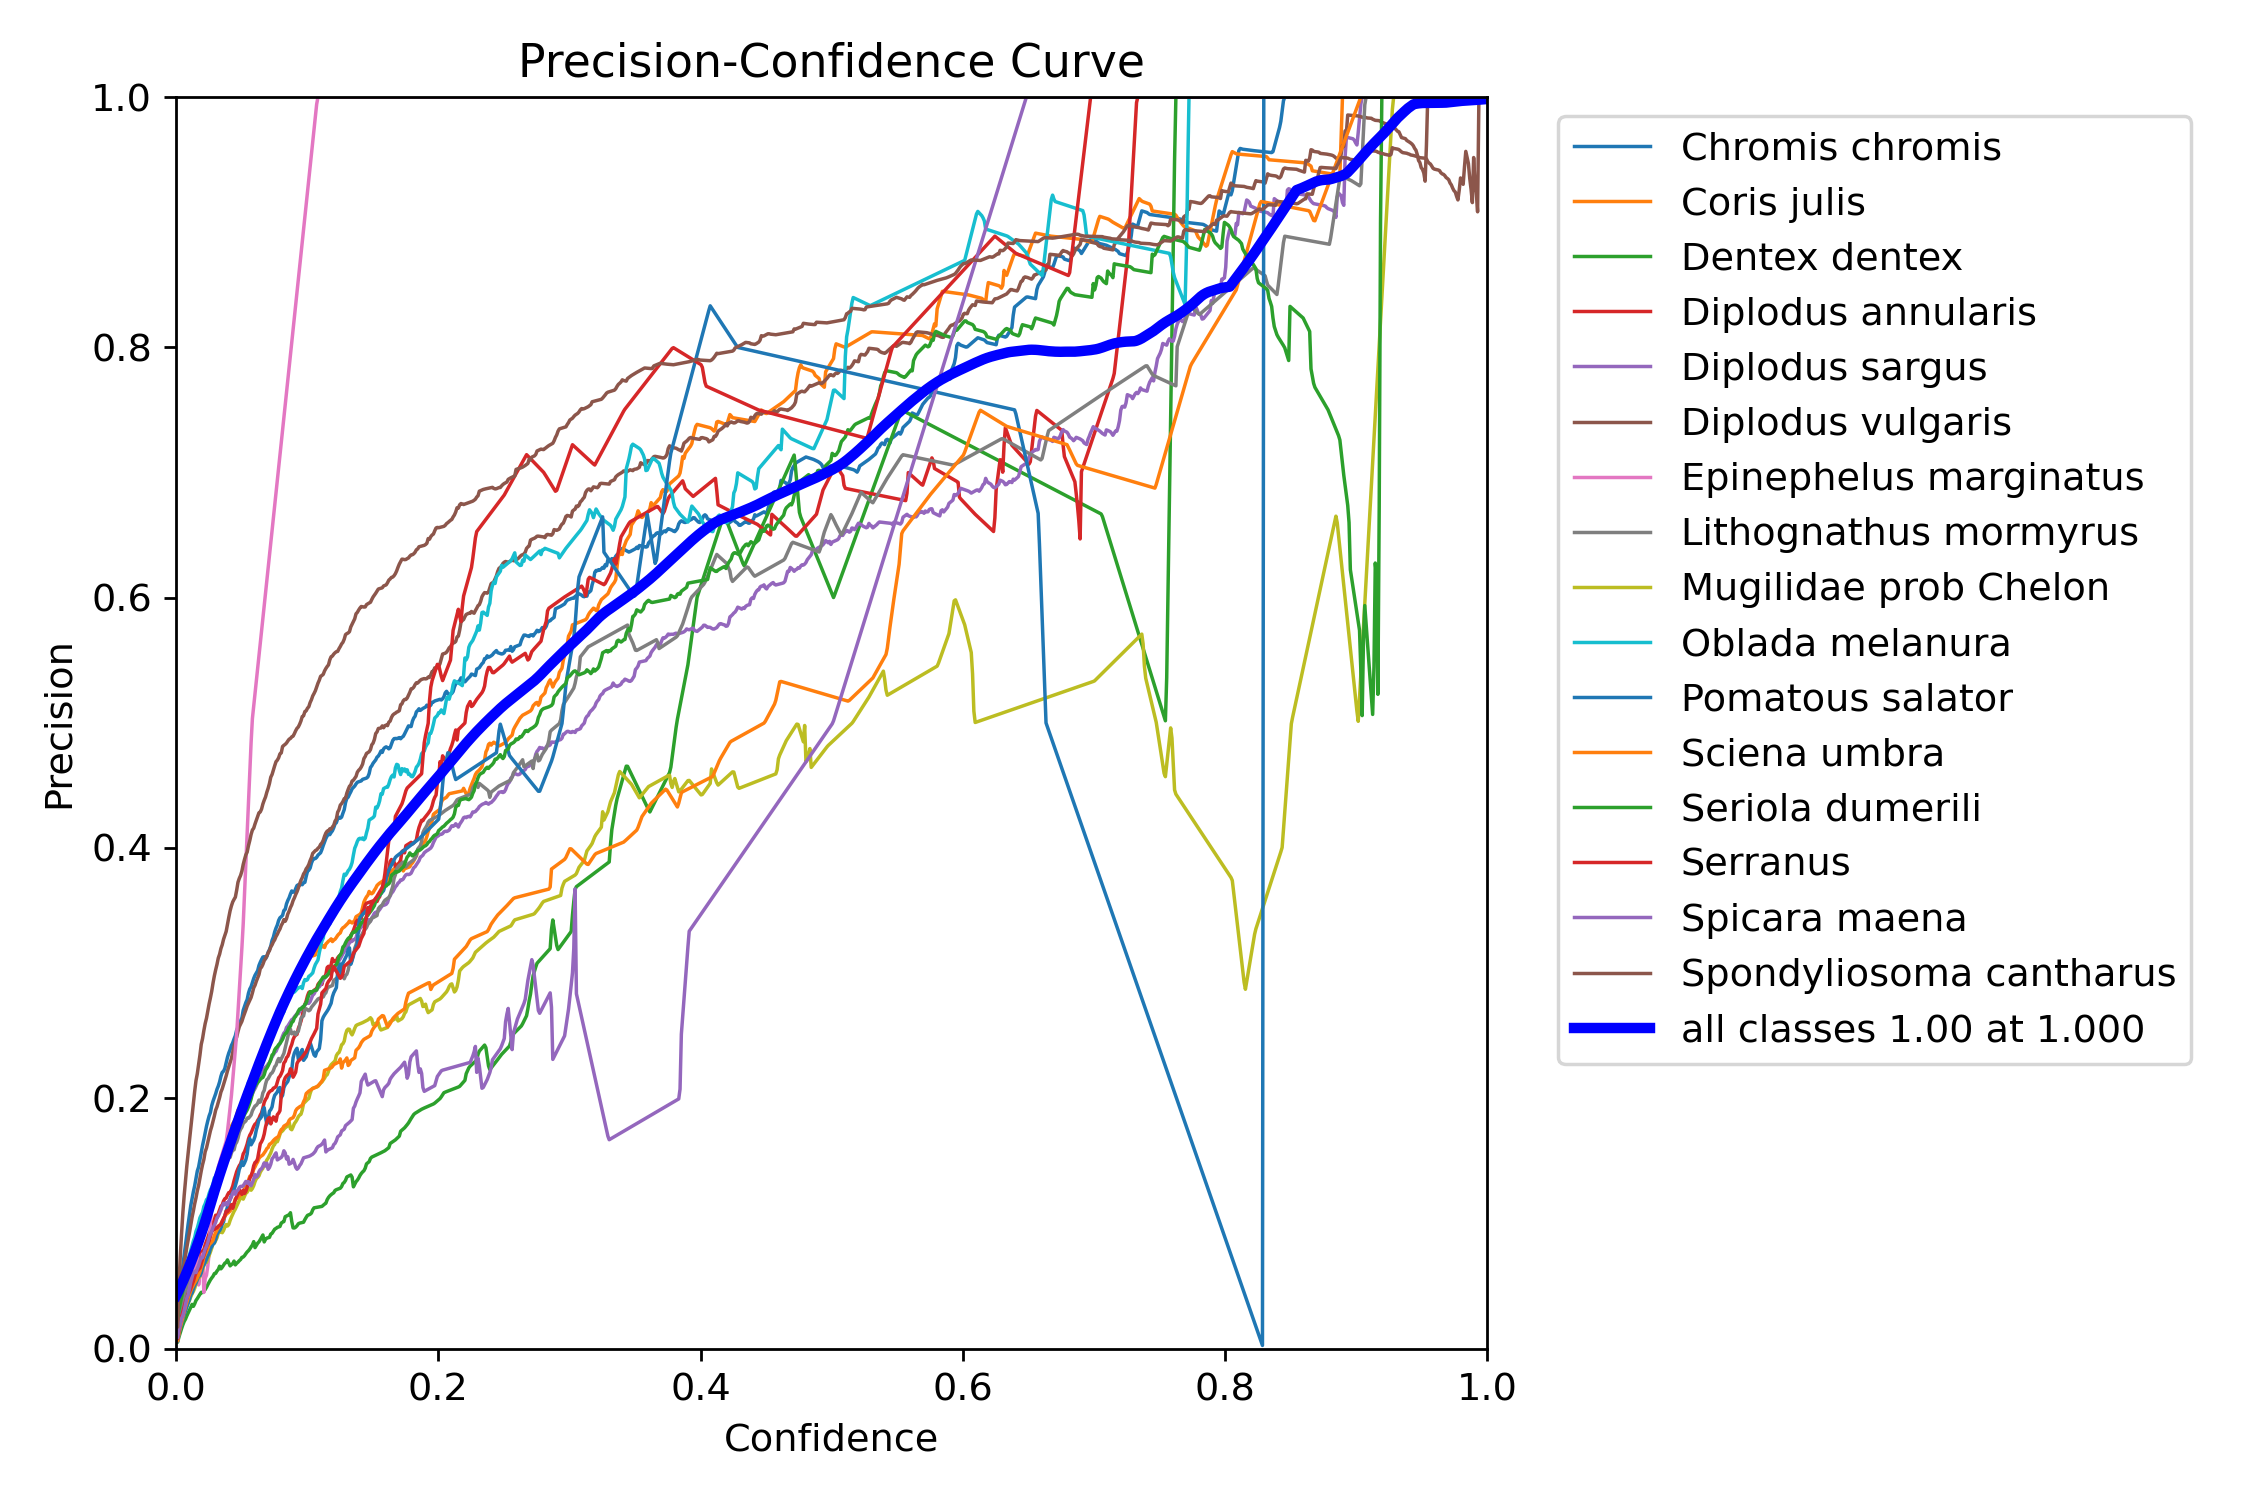 Precision-Confidence Curve
1.0
0.8
0.6
0.4
0.2
0.0
Precision
0.0 0.2 0.4 0.6 0.8 1.0
Confidence
Chromis chromis
Coris julis
Dentex dentex
Diplodus annularis
Diplodus sargus
Diplodus vulgaris
Epinephelus marginatus
Lithognathus mormyrus
Mugilidae prob Chelon
Oblada melanura
Pomatous salator
Sciena umbra
Seriola dumerili
Serranus
Spicara maena
Spondyliosoma cantharus
all classes 1.00 at 1.000